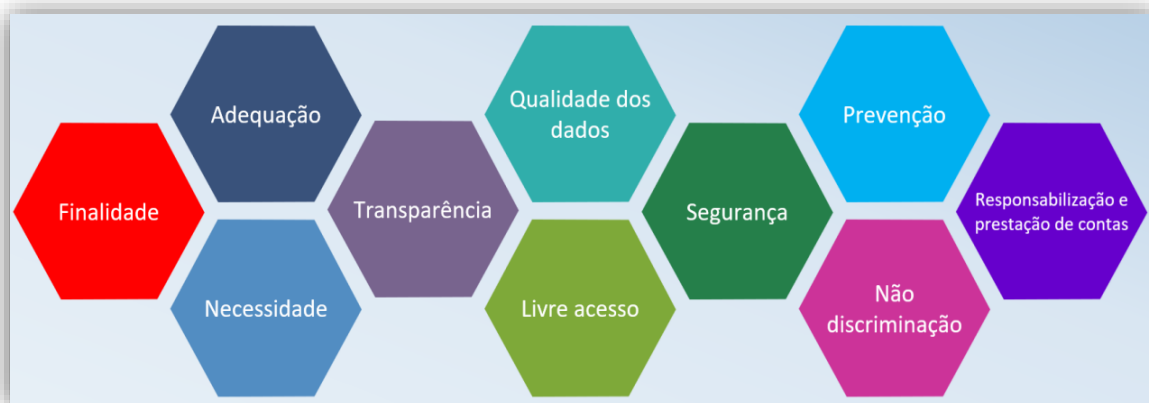 Finalidade
Adequação
Necessidade
Transparência
Qualidade dos
dados
Livre acesso
Segurança
Prevenção
Não
discriminação
Responsabilização e
prestação de contas